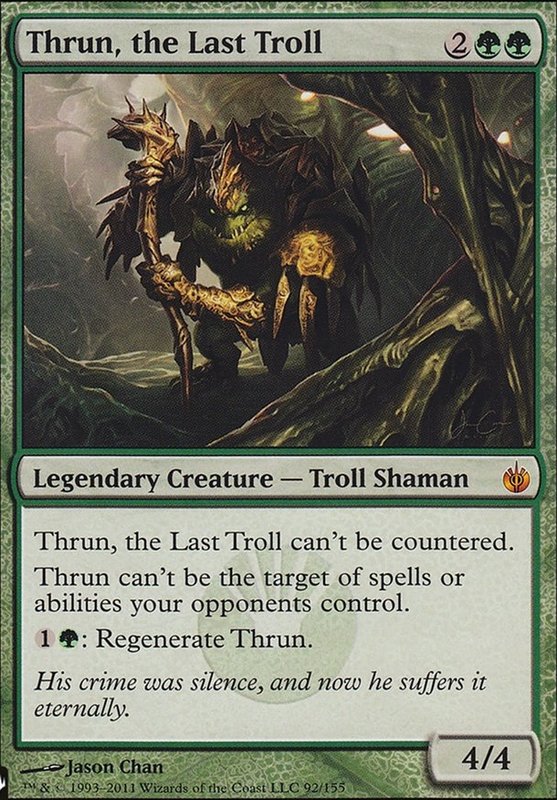 Thrun, the Last Troll 2
Legendary Creature — Troll Shaman
Thrun, the Last Troll can't be countered.
Thrun can't be the target of spells or
abilities your opponents control.
1: Regenerate Thrun.
His crime was silence, and now he suffers it
eternally.
4/4
Jason Chan
™ & © 1993–2011 Wizards of the Coast LLC 92/155